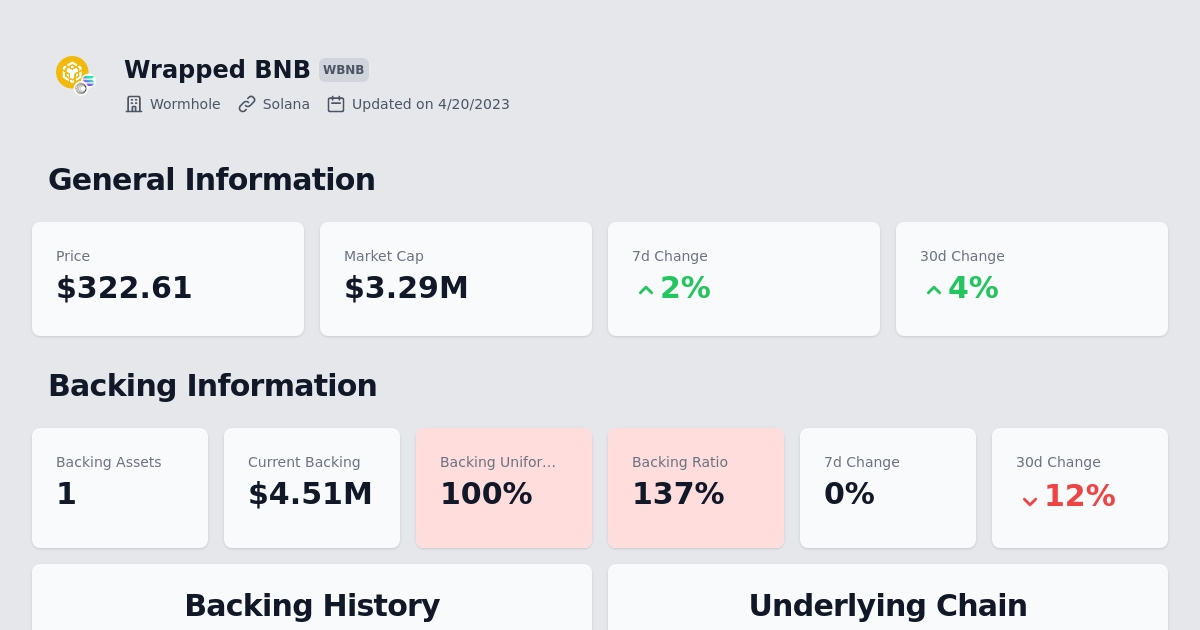 Wrapped BNB WBNB
Wormhole Solana Updated on 4/20/2023
General Information
Price Market Cap 7d Change 30d Change
$322.61 $3.29M 2% 4%
Backing Information
Backing Assets Current Backing Backing Unifor... Backing Ratio 7d Change 30d Change
1 $4.51M 100% 137% 0% 12%
Backing History Underlying Chain